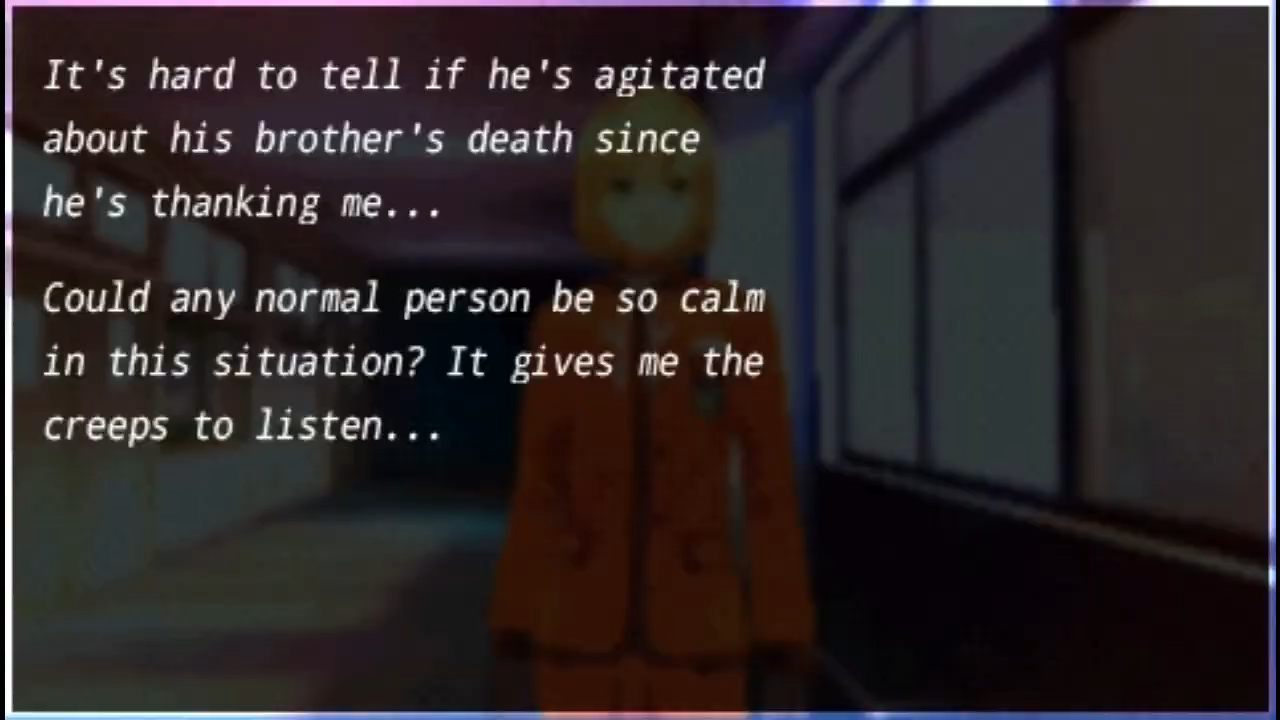 It's hard to tell if he's agitated
about his brother's death since
he's thanking me...
Could any normal person be so calm
in this situation? It gives me the
creeps to listen...